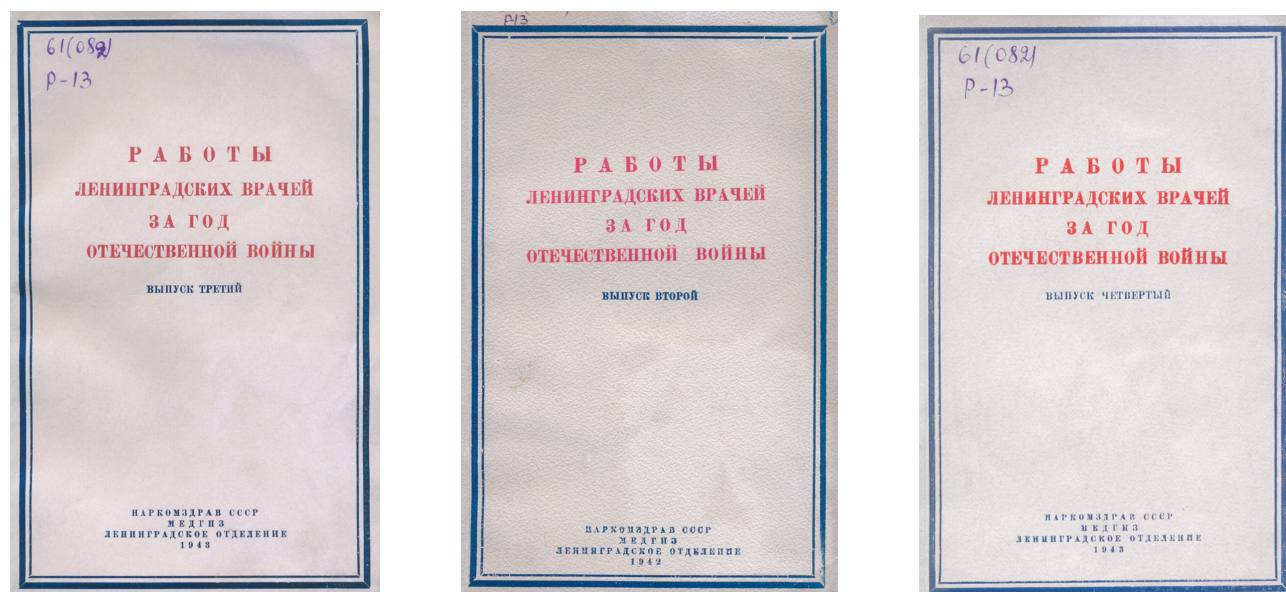 61(082)
Р-13
РАБОТЫ
ЛЕНИНГРАДСКИХ ВРАЧЕЙ
ЗА ГОД
ОТЕЧЕСТВЕННОЙ ВОЙНЫ
ВЫПУСК ТРЕТИЙ
НАРКОМЗДРАВ СССР
МЕДГИЗ
ЛЕНИНГРАДСКОЕ ОТДЕЛЕНИЕ
1943
Р-13
РАБОТЫ
ЛЕНИНГРАДСКИХ ВРАЧЕЙ
ЗА ГОД
ОТЕЧЕСТВЕННОЙ ВОЙНЫ
ВЫПУСК ВТОРОЙ
НАРКОМЗДРАВ СССР
МЕДГИЗ
ЛЕНИНГРАДСКОЕ ОТДЕЛЕНИЕ
1942
61(082)
Р-13
РАБОТЫ
ЛЕНИНГРАДСКИХ ВРАЧЕЙ
ЗА ГОД
ОТЕЧЕСТВЕННОЙ ВОЙНЫ
ВЫПУСК ЧЕТВЕРТЫЙ
НАРКОМЗДРАВ СССР
МЕДГИЗ
ЛЕНИНГРАДСКОЕ ОТДЕЛЕНИЕ
1943